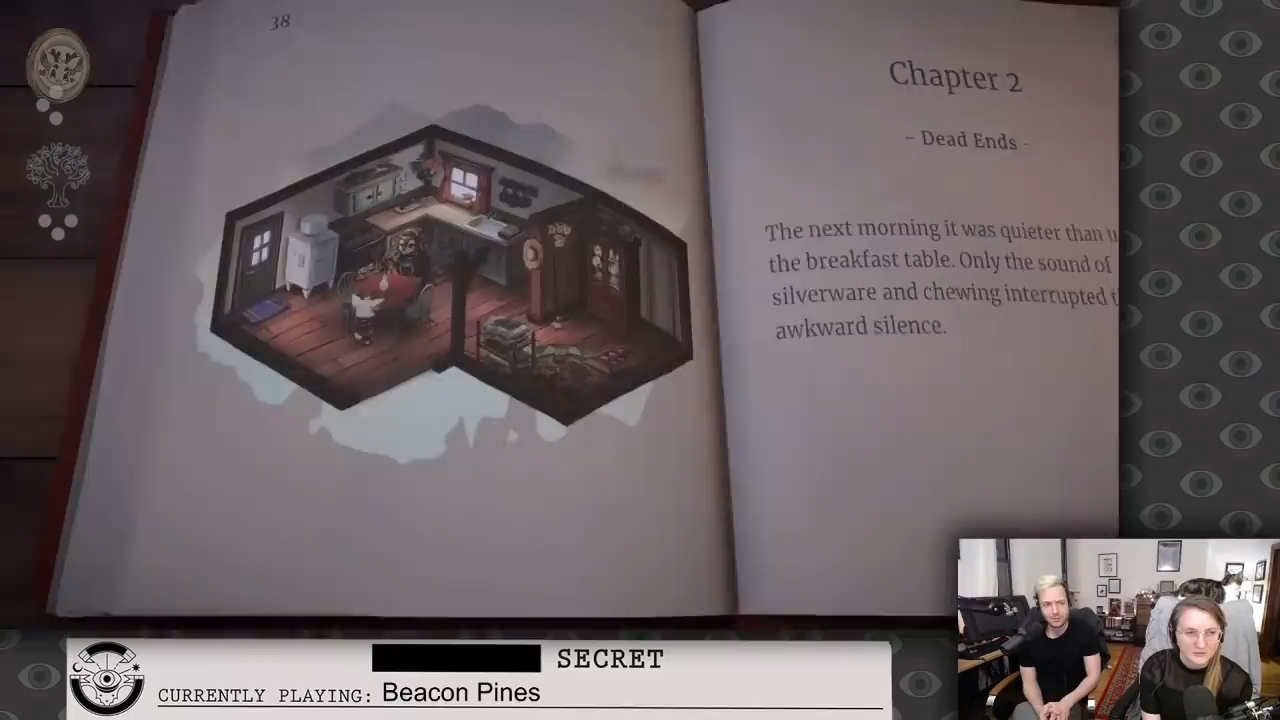 38
Chapter 2
- Dead Ends -
The next morning it was quieter than u
the breakfast table. Only the sound of
silverware and chewing interrupted t
awkward silence.
SECRET
CURRENTLY PLAYING: Beacon Pines